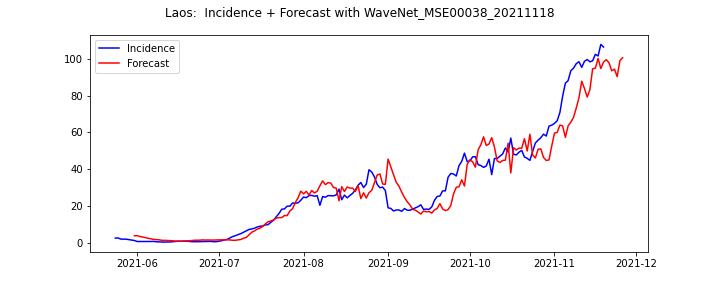 Laos:  Incidence + Forecast with WaveNet_MSE00038_20211118
Incidence
Forecast
100
80
60
40
20
0
2021-06 2021-07 2021-08 2021-09 2021-10 2021-11 2021-12